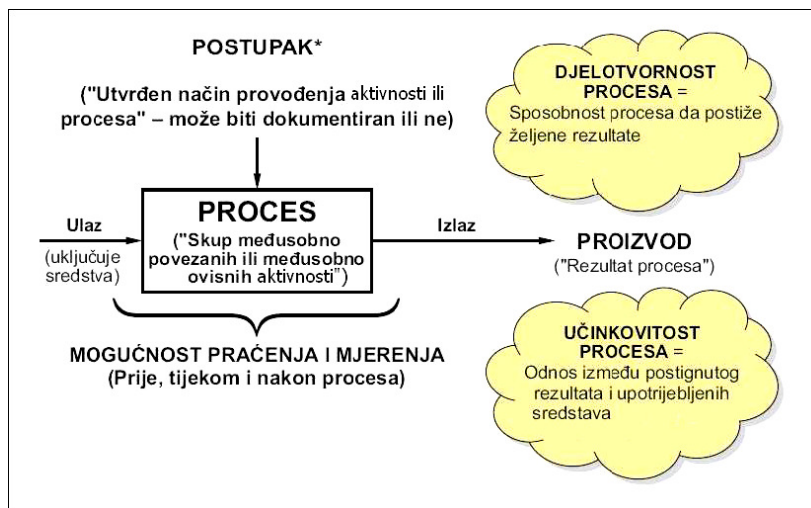 POSTUPAK*
("Utvrđen način provođenja aktivnosti ili
procesa" – može biti dokumentiran ili ne)
DJELOTVORNOST
PROCESA =
Sposobnost procesa da postiže
željene rezultate
Ulaz
(uključuje
sredstva)
PROCES
("Skup međusobno
povezanih ili međusobno
ovisnih aktivnosti")
Izlaz
PROIZVOD
("Rezultat procesa")
MOGUĆNOST PRAĆENJA I MJERENJA
(Prije, tijekom i nakon procesa)
UČINKOVITOST
PROCESA =
Odnos između postignutog
rezultata i upotrijebljenih
sredstava